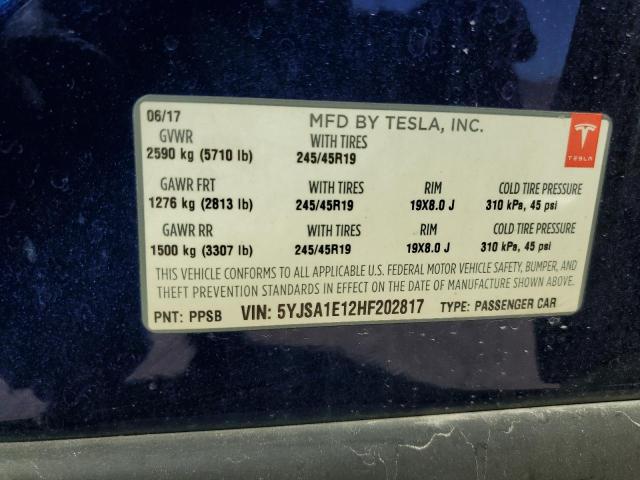 06/17 MFD BY TESLA, INC.
GVWR WITH TIRES
2590 kg (5710 lb) 245/45R19
TESLA
GAWR FRT WITH TIRES RIM COLD TIRE PRESSURE
1276 kg (2813 lb) 245/45R19 19X8.0 J 310 kPa, 45 psi
GAWR RR WITH TIRES RIM COLD TIRE PRESSURE
1500 kg (3307 lb) 245/45R19 19X8.0 J 310 kPa, 45 psi
THIS VEHICLE CONFORMS TO ALL APPLICABLE U.S. FEDERAL MOTOR VEHICLE SAFETY, BUMPER, AND
THEFT PREVENTION STANDARDS IN EFFECT ON THE DATE OF MANUFACTURE SHOWN ABOVE.
PNT: PPSB VIN: 5YJSA1E12HF202817 TYPE: PASSENGER CAR